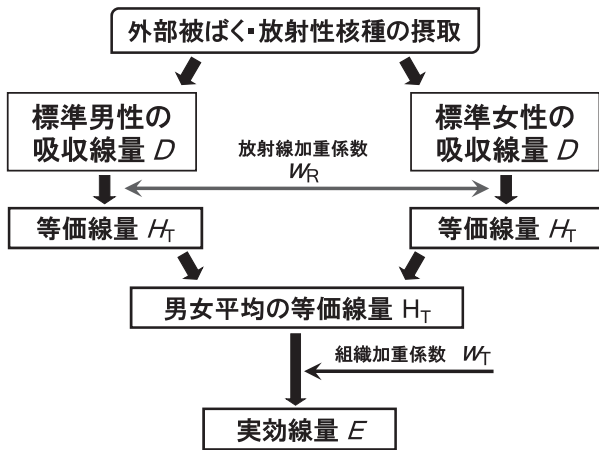 外部被ばく・放射性核種の摂取
標準男性の
吸収線量 D
標準女性の
吸収線量 D
放射線加重係数
WR
等価線量 HT
等価線量 HT
男女平均の等価線量 HT
組織加重係数 WT
実効線量 E